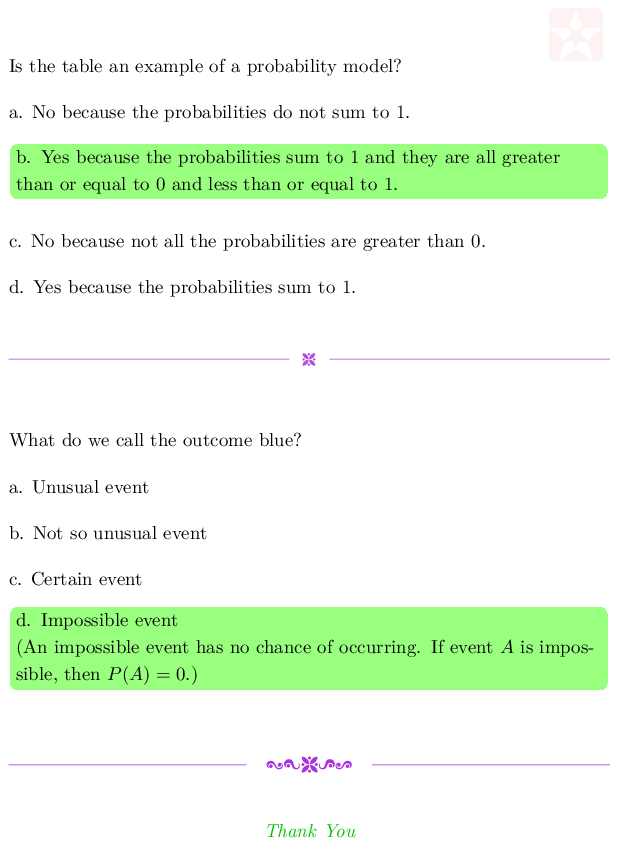 Is the table an example of a probability model?
a. No because the probabilities do not sum to 1.
b. Yes because the probabilities sum to 1 and they are all greater
than or equal to 0 and less than or equal to 1.
c. No because not all the probabilities are greater than 0.
d. Yes because the probabilities sum to 1.
What do we call the outcome blue?
a. Unusual event
b. Not so unusual event
c. Certain event
d. Impossible event
(An impossible event has no chance of occurring. If event A is impos-
sible, then P(A) = 0.)
Thank You